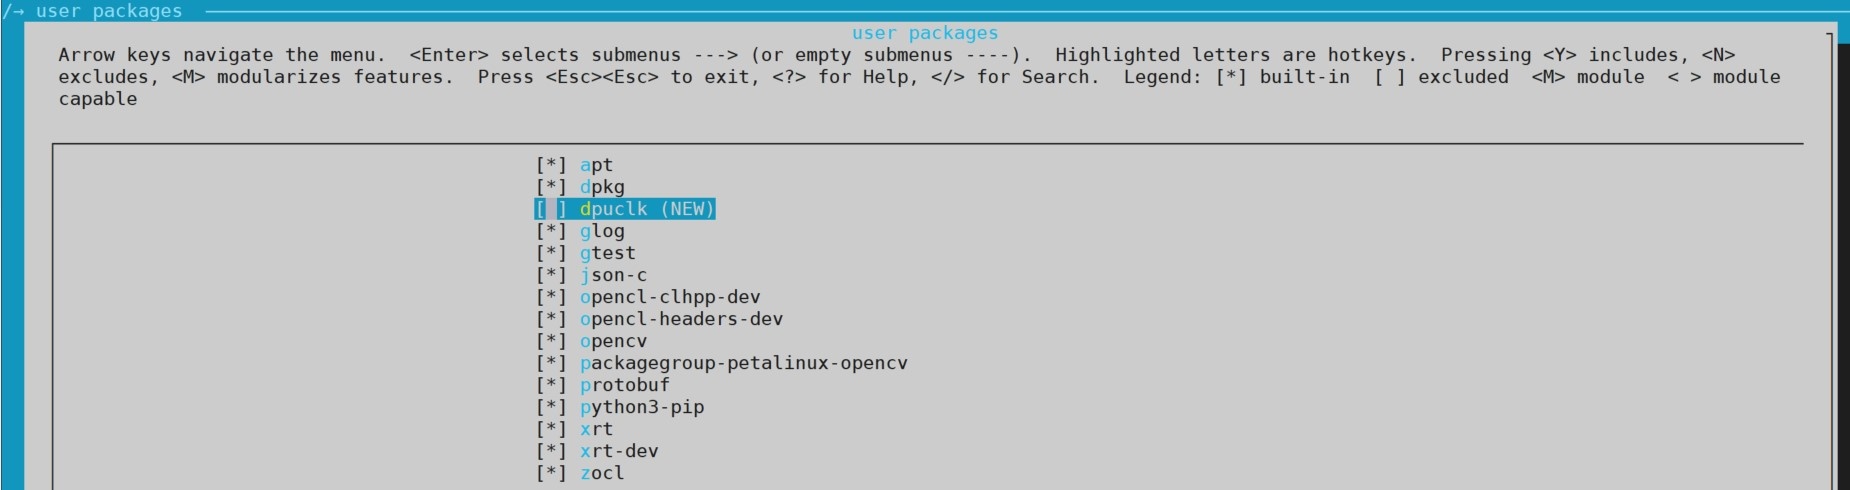 /→ user packages
user packages
Arrow keys navigate the menu.  <Enter> selects submenus ---> (or empty submenus ----).  Highlighted letters are hotkeys.  Pressing <Y> includes, <N>
excludes, <M> modularizes features.  Press <Esc><Esc> to exit, <?> for Help, </> for Search.  Legend: [*] built-in  [ ] excluded  <M> module  < > module
capable
[*] apt
[*] dpkg
[ ] dpuclk (NEW)
[*] glog
[*] gtest
[*] json-c
[*] opencl-clhpp-dev
[*] opencl-headers-dev
[*] opencv
[*] packagegroup-petalinux-opencv
[*] protobuf
[*] python3-pip
[*] xrt
[*] xrt-dev
[*] zocl